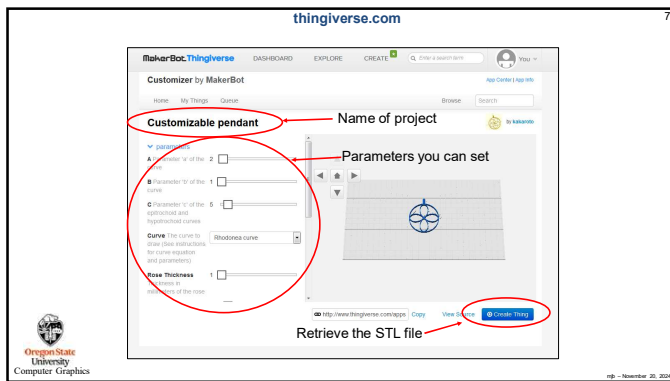 thingiverse.com
7
MakerBot Thingiverse DASHBOARD EXPLORE CREATE + Enter a search term You
Customizer by MakerBot App Center | App Info
Home My Things Queue Browse Search
Customizable pendant
Name of project
by kakaroto
parameters
Parameters you can set
A Parameter 'a' of the 2
curve
B Parameter 'b' of the 1
curve
C Parameter 'c' of the 5
epitrochoid and
hypotrochoid curves
Curve The curve to Rhodonea curve
draw (See instructions
for curve equation
and parameters)
Rose Thickness 1
Thickness in
milimeters of the rose
http://www.thingiverse.com/apps Copy View Source Create Thing
Retrieve the STL file
Oregon State
University
Computer Graphics
mjb – November 20, 2024